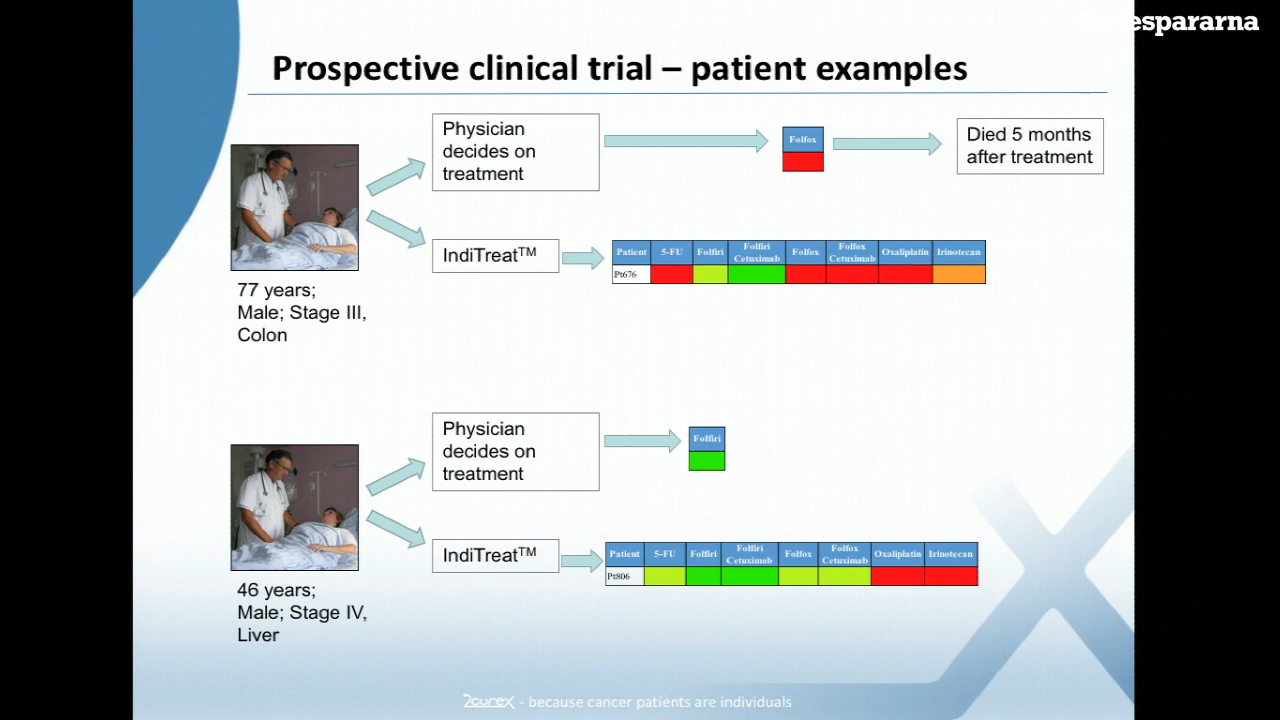 espararna
Prospective clinical trial – patient examples
Physician
decides on
treatment
Folfox
Died 5 months
after treatment
IndiTreat™
Patient 5-FU Folfiri Folfiri Cetuximab Folfox Folfox Cetuximab Oxaliplatin Irinotecan
Pt676
77 years;
Male; Stage III,
Colon
Physician
decides on
treatment
Folfiri
IndiTreat™
Patient 5-FU Folfiri Folfiri Cetuximab Folfox Folfox Cetuximab Oxaliplatin Irinotecan
Pt806
46 years;
Male; Stage IV,
Liver
2curex - because cancer patients are individuals